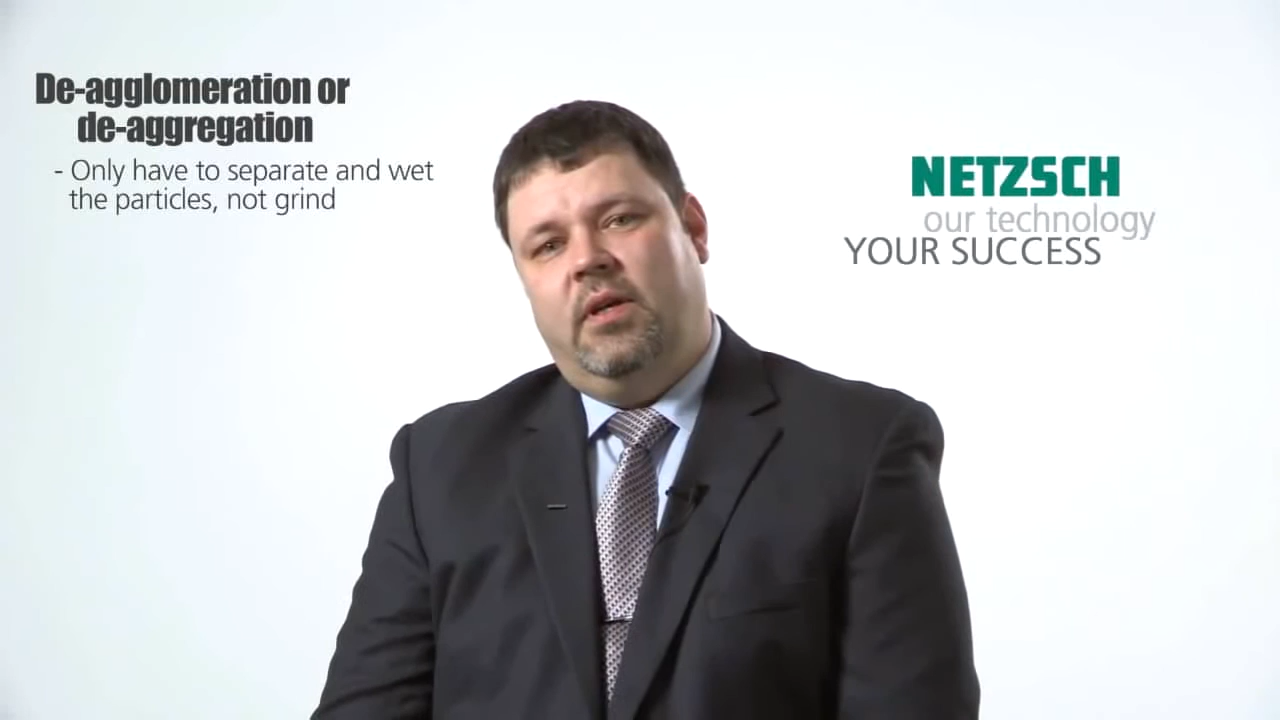 De-agglomeration or
de-aggregation
- Only have to separate and wet
the particles, not grind
NETZSCH
our technology
YOUR SUCCESS